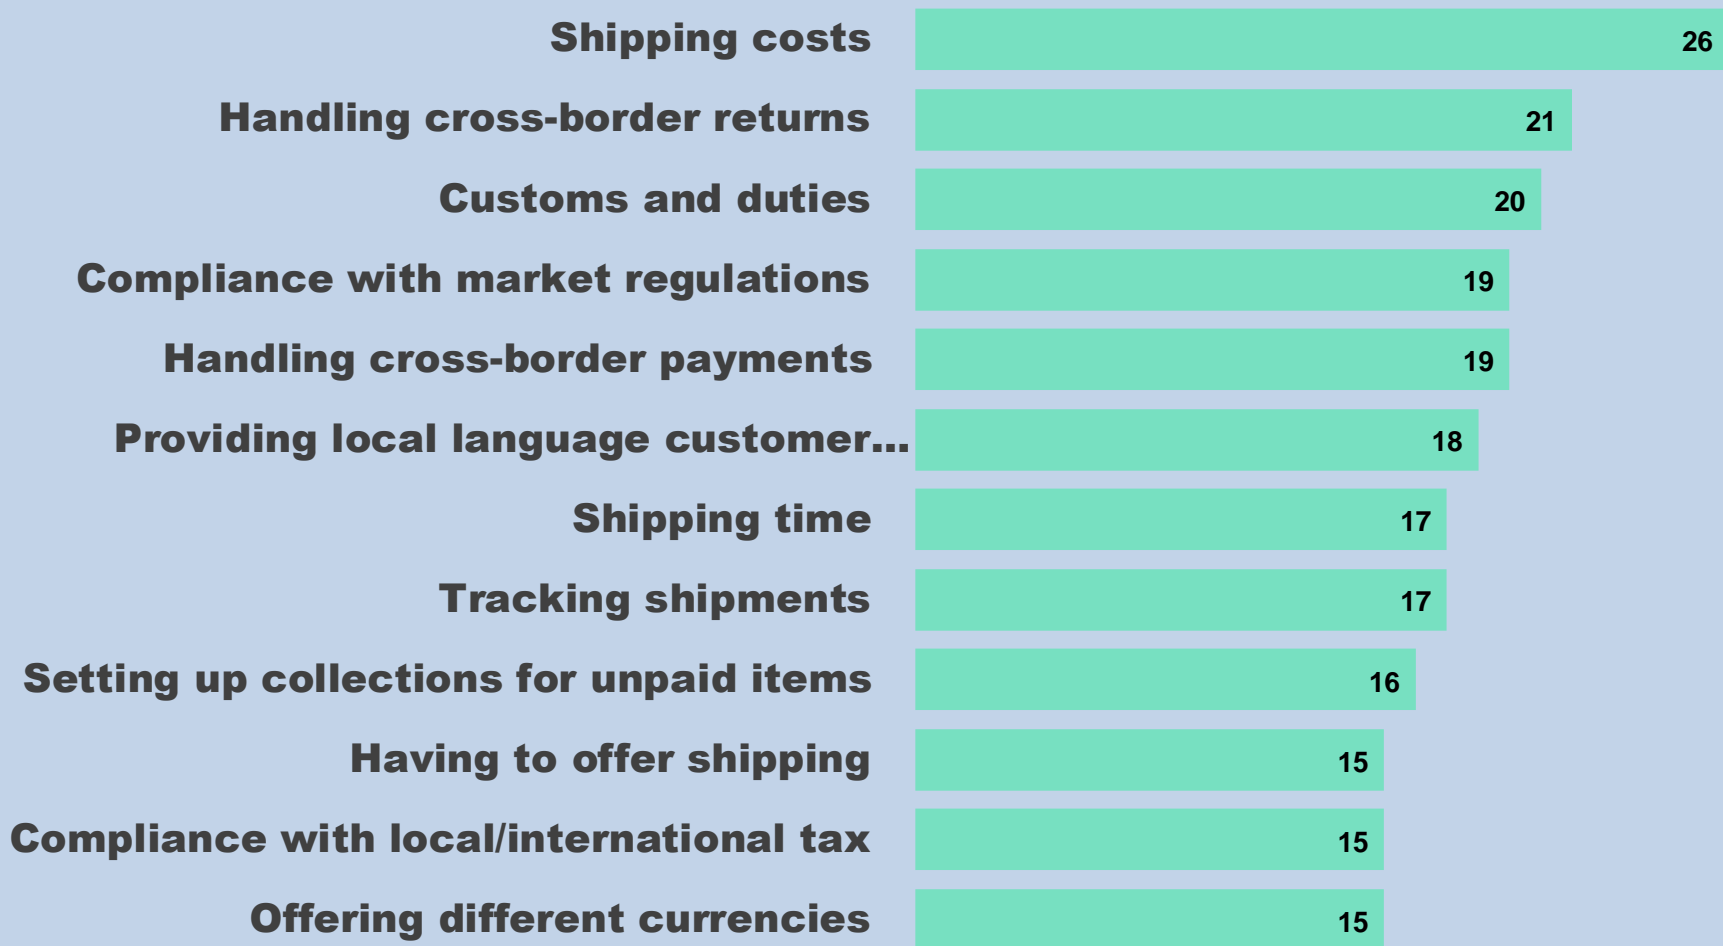 Shipping costs 26
Handling cross-border returns 21
Customs and duties 20
Compliance with market regulations 19
Handling cross-border payments 19
Providing local language customer... 18
Shipping time 17
Tracking shipments 17
Setting up collections for unpaid items 16
Having to offer shipping 15
Compliance with local/international tax 15
Offering different currencies 15